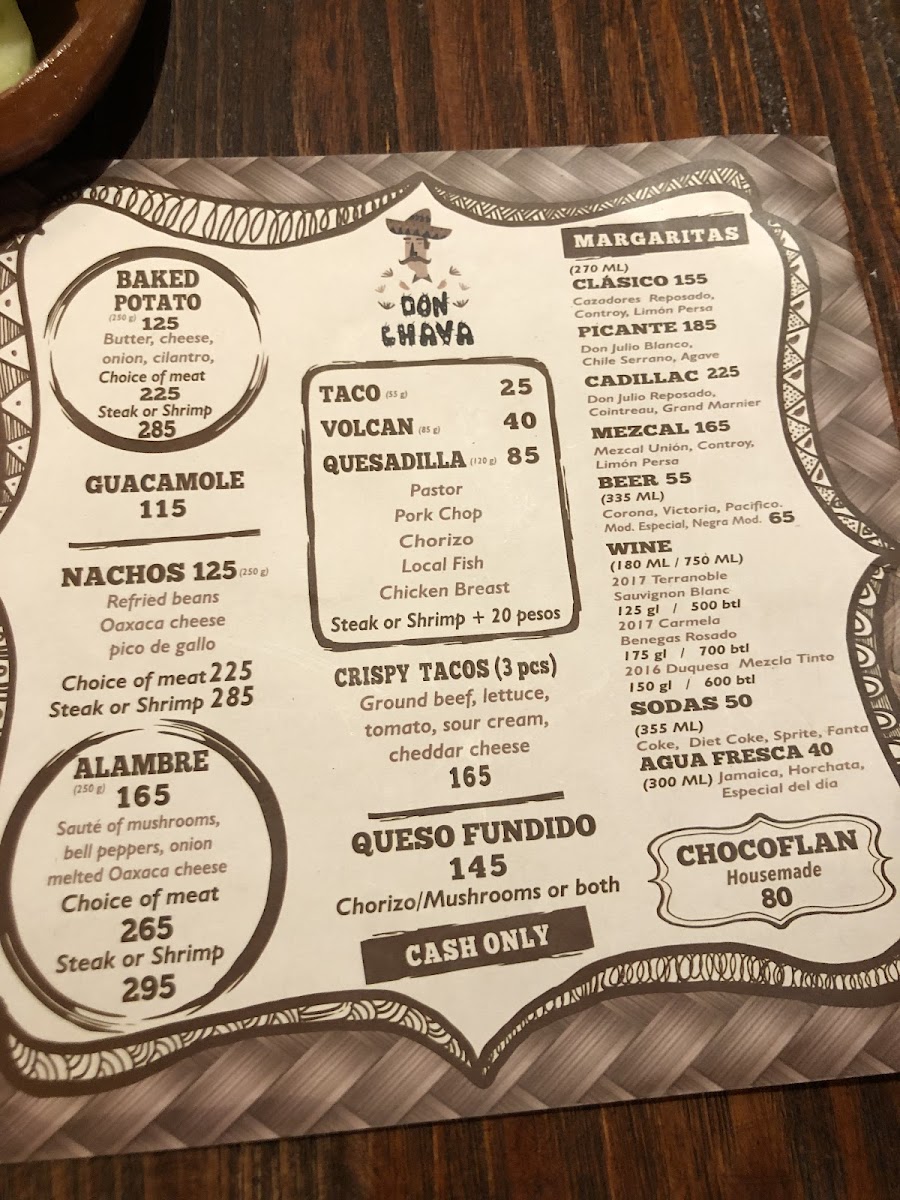 BAKED
POTATO
(250 g) 125
Butter, cheese,
onion, cilantro,
Choice of meat
225
Steak or Shrimp
285
GUACAMOLE
115
NACHOS 125 (250 g)
Refried beans
Oaxaca cheese
pico de gallo
Choice of meat 225
Steak or Shrimp 285
ALAMBRE
(250 g) 165
Sauté of mushrooms,
bell peppers, onion
melted Oaxaca cheese
Choice of meat
265
Steak or Shrimp
295
DON
CHAVA
TACO (55 g) 25
VOLCAN (85 g) 40
QUESADILLA (120 g) 85
Pastor
Pork Chop
Chorizo
Local Fish
Chicken Breast
Steak or Shrimp + 20 pesos
CRISPY TACOS (3 pcs)
Ground beef, lettuce,
tomato, sour cream,
cheddar cheese
165
QUESO FUNDIDO
145
Chorizo/Mushrooms or both
CASH ONLY
MARGARITAS
(270 ML)
CLÁSICO 155
Cazadores Reposado,
Controy, Limón Persa
PICANTE 185
Don Julio Blanco,
Chile Serrano, Agave
CADILLAC 225
Don Julio Reposado,
Cointreau, Grand Marnier
MEZCAL 165
Mezcal Unión, Controy,
Limón Persa
BEER 55
(335 ML)
Corona, Victoria, Pacifico.
Mod. Especial, Negra Mod. 65
WINE
(180 ML / 750 ML)
2017 Terranoble
Sauvignon Blanc
125 gl / 500 btl
2017 Carmela
Benegas Rosado
175 gl / 700 btl
2016 Duquesa Mezcla Tinto
150 gl / 600 btl
SODAS 50
(355 ML)
Coke, Diet Coke, Sprite, Fanta
AGUA FRESCA 40
(300 ML) Jamaica, Horchata,
Especial del día
CHOCOFLAN
Housemade
80